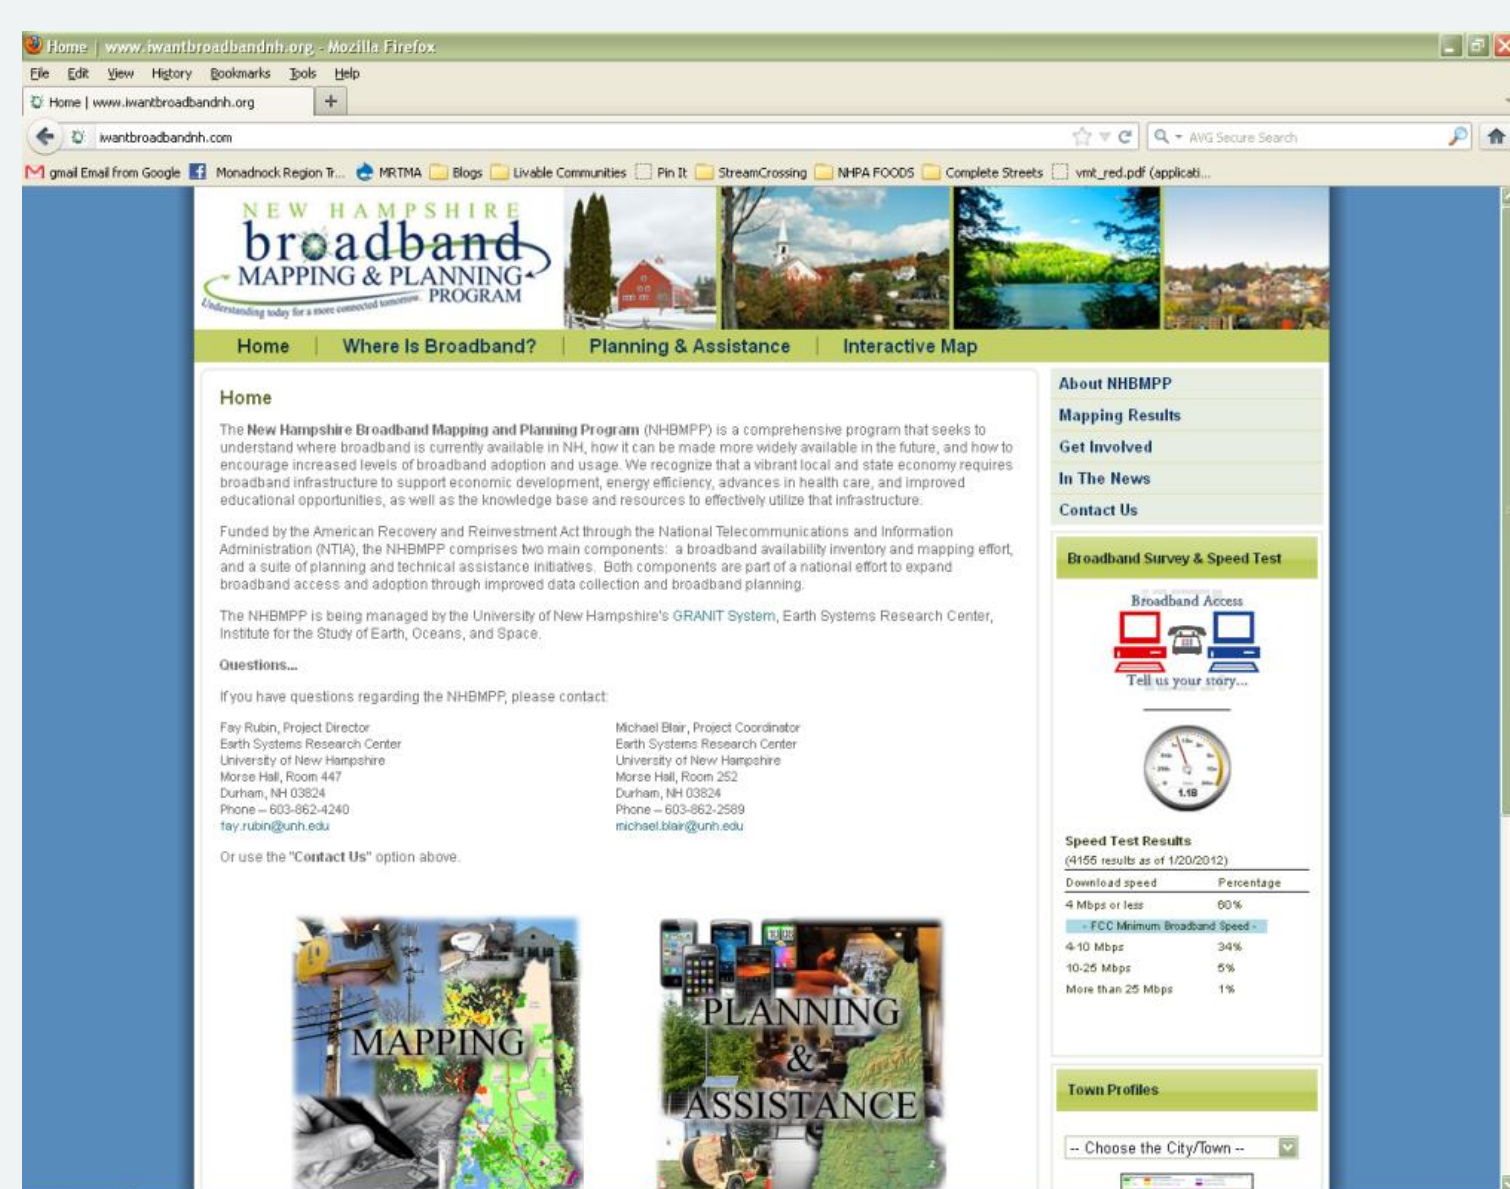 Home | www.iwantbroadbandnh.org - Mozilla Firefox
File Edit View History Bookmarks Tools Help
Home | www.iwantbroadbandnh.org
iwantbroadbandnh.com
AVG Secure Search
gmail Email from Google Monadnock Region Tr... MRTMA Blogs Livable Communities Pin It StreamCrossing NHPA FOODS Complete Streets vmt_red.pdf (applicati...
NEW HAMPSHIRE
broadband
MAPPING & PLANNING
PROGRAM
Understanding today for a more connected tomorrow.
Home | Where Is Broadband? | Planning & Assistance | Interactive Map
Home
The New Hampshire Broadband Mapping and Planning Program (NHBMPP) is a comprehensive program that seeks to
understand where broadband is currently available in NH, how it can be made more widely available in the future, and how to
encourage increased levels of broadband adoption and usage. We recognize that a vibrant local and state economy requires
broadband infrastructure to support economic development, energy efficiency, advances in health care, and improved
educational opportunities, as well as the knowledge base and resources to effectively utilize that infrastructure.
Funded by the American Recovery and Reinvestment Act through the National Telecommunications and Information
Administration (NTIA), the NHBMPP comprises two main components: a broadband availability inventory and mapping effort,
and a suite of planning and technical assistance initiatives. Both components are part of a national effort to expand
broadband access and adoption through improved data collection and broadband planning.
The NHBMPP is being managed by the University of New Hampshire's GRANIT System, Earth Systems Research Center,
Institute for the Study of Earth, Oceans, and Space.
Questions...
If you have questions regarding the NHBMPP, please contact:
Fay Rubin, Project Director
Earth Systems Research Center
University of New Hampshire
Morse Hall, Room 447
Durham, NH 03824
Phone – 603-862-4240
fay.rubin@unh.edu
Michael Blair, Project Coordinator
Earth Systems Research Center
University of New Hampshire
Morse Hall, Room 252
Durham, NH 03824
Phone – 603-862-2589
michael.blair@unh.edu
Or use the "Contact Us" option above.
MAPPING
PLANNING
&
ASSISTANCE
2
About NHBMPP
Mapping Results
Get Involved
In The News
Contact Us
Broadband Survey & Speed Test
Broadband Access
Tell us your story...
1.18
Speed Test Results
(4155 results as of 1/20/2012)
Download speed Percentage
4 Mbps or less 60%
- FCC Minimum Broadband Speed -
4-10 Mbps 34%
10-25 Mbps 5%
More than 25 Mbps 1%
Town Profiles
-- Choose the City/Town --